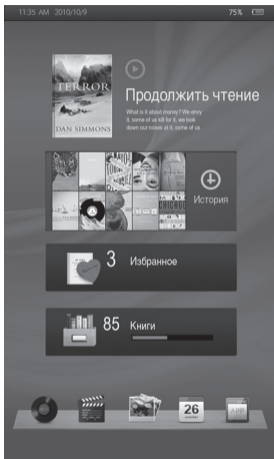 11:35 AM 2010/10/9 75%
TERROR
DAN SIMMONS
Продолжить чтение
What is it about money? We envy
it, some of us kill for it, we look
down our noses at it, some of us
История
3 Избранное
85 Книги
26
APP